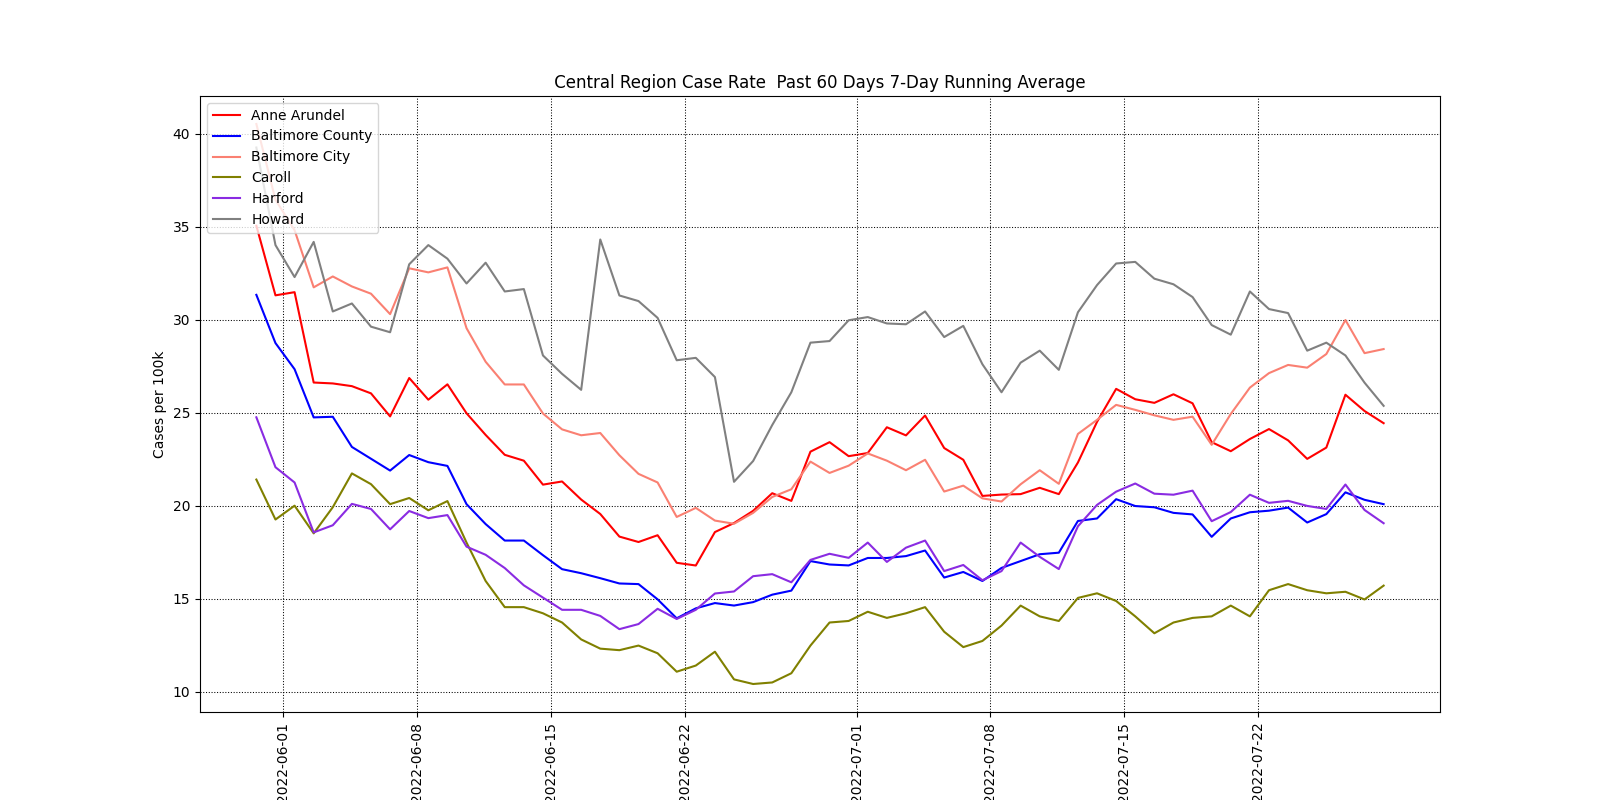 Central Region Case Rate  Past 60 Days 7-Day Running Average
Anne Arundel
Baltimore County
Baltimore City
Caroll
Harford
Howard
Cases per 100k
40
35
30
25
20
15
10
2022-06-01
2022-06-08
2022-06-15
2022-06-22
2022-07-01
2022-07-08
2022-07-15
2022-07-22